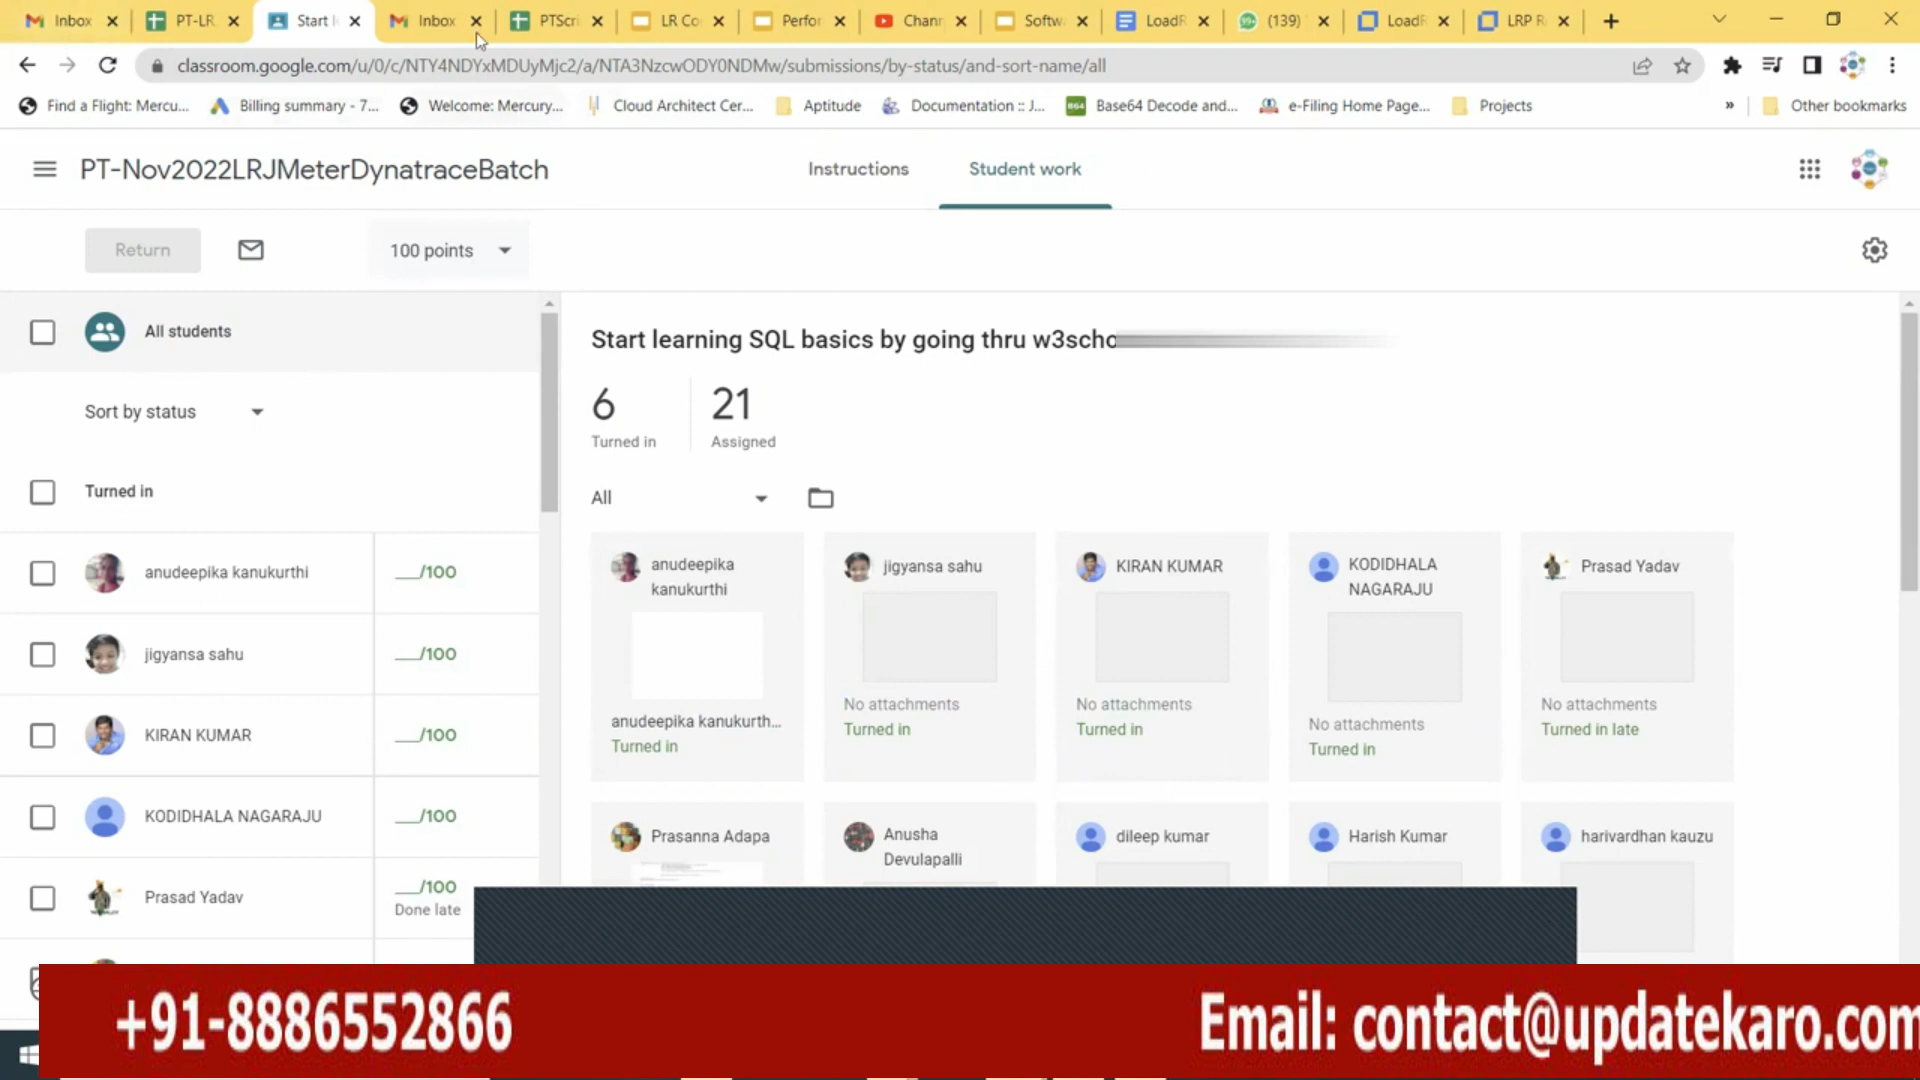 Inbox
PT-LR
Start l
Inbox
PTScri
LR Co
Perfor
Chann
Softw
LoadR
(139)
LoadR
LRP R
classroom.google.com/u/0/c/NTY4NDYxMDUyMjc2/a/NTA3NzcwODY0NDMw/submissions/by-status/and-sort-name/all
Find a Flight: Mercu...
Billing summary - 7...
Welcome: Mercury...
Cloud Architect Cer...
Aptitude
Documentation :: J...
Base64 Decode and...
e-Filing Home Page...
Projects
»
Other bookmarks
PT-Nov2022LRJMeterDynatraceBatch
Instructions
Student work
Return
100 points
All students
Sort by status
Turned in
anudeepika kanukurthi
__/100
jigyansa sahu
__/100
KIRAN KUMAR
__/100
KODIDHALA NAGARAJU
__/100
Prasad Yadav
__/100
Done late
Start learning SQL basics by going thru w3scho
6
Turned in
21
Assigned
All
anudeepika
kanukurthi
anudeepika kanukurth...
Turned in
jigyansa sahu
No attachments
Turned in
KIRAN KUMAR
No attachments
Turned in
KODIDHALA
NAGARAJU
No attachments
Turned in
Prasad Yadav
No attachments
Turned in late
Prasanna Adapa
Anusha
Devulapalli
dileep kumar
Harish Kumar
harivardhan kauzu
+91-8886552866
Email: contact@updatekaro.com